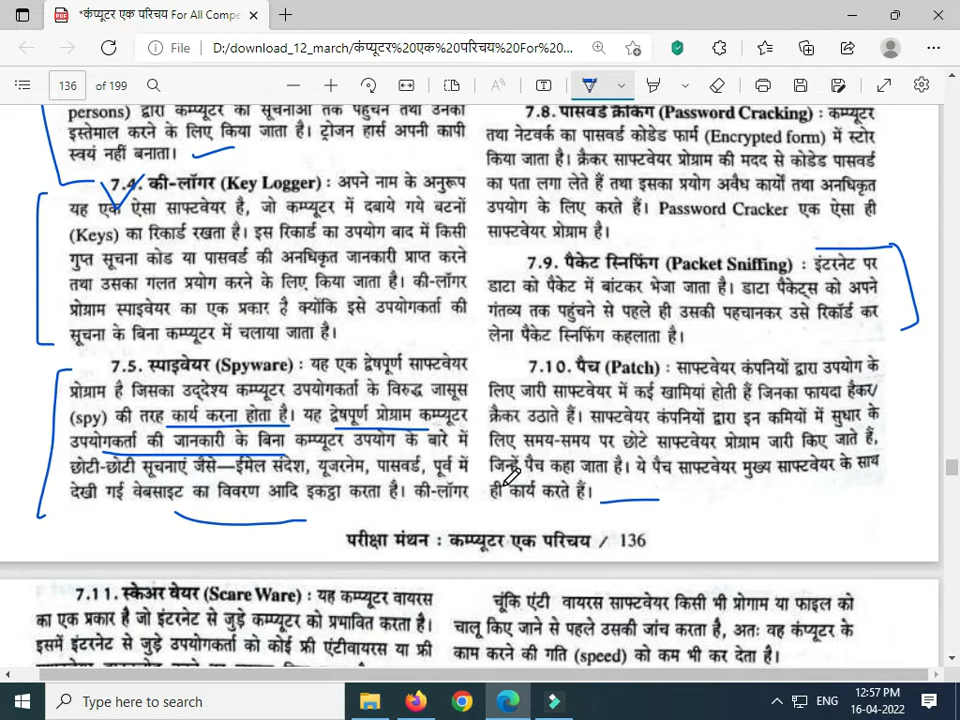 *कंप्यूटर एक परिचय For All Compe
File
D:/download_12_march/कंप्यूटर%20एक%20परिचय%20For%20...
136 of 199
persons) द्वारा कम्प्यूटर की सूचनाओं तक पहुंचने तथा उनका
इस्तेमाल करने के लिए किया जाता है। ट्रोजन हार्स अपनी कापी
स्वयं नहीं बनाता।
7.4. की-लॉगर (Key Logger) : अपने नाम के अनुरूप
यह एक ऐसा साफ्टवेयर है, जो कम्प्यूटर में दबाये गये बटनों
(Keys) का रिकार्ड रखता है। इस रिकार्ड का उपयोग बाद में किसी
गुप्त सूचना कोड या पासवर्ड की अनधिकृत जानकारी प्राप्त करने
तथा उसका गलत प्रयोग करने के लिए किया जाता है। की-लॉगर
प्रोग्राम स्पाइवेयर का एक प्रकार है क्योंकि इसे उपयोगकर्ता की
सूचना के बिना कम्प्यूटर में चलाया जाता है।
7.5. स्पाइवेयर (Spyware) : यह एक द्वेषपूर्ण साफ्टवेयर
प्रोग्राम है जिसका उद्देश्य कम्प्यूटर उपयोगकर्ता के विरुद्ध जासूस
(spy) की तरह कार्य करना होता है। यह द्वेषपूर्ण प्रोग्राम कम्प्यूटर
उपयोगकर्ता की जानकारी के बिना कम्प्यूटर उपयोग के बारे में
छोटी-छोटी सूचनाएं जैसे—ईमेल संदेश, यूजरनेम, पासवर्ड, पूर्व में
देखी गई वेबसाइट का विवरण आदि इकट्ठा करता है। की-लॉगर
7.8. पासवर्ड क्रैकिंग (Password Cracking) : कम्प्यूटर
तथा नेटवर्क का पासवर्ड कोडेड फार्म (Encrypted form) में स्टोर
किया जाता है। क्रैकर साफ्टवेयर प्रोग्राम की मदद से कोडेड पासवर्ड
का पता लगा लेते हैं तथा इसका प्रयोग अवैध कार्यों तथा अनधिकृत
उपयोग के लिए करते हैं। Password Cracker एक ऐसा ही
साफ्टवेयर प्रोग्राम है।
7.9. पैकेट स्निफिंग (Packet Sniffing) : इंटरनेट पर
डाटा को पैकेट में बांटकर भेजा जाता है। डाटा पैकेट्स को अपने
गंतव्य तक पहुंचने से पहले ही उसकी पहचानकर उसे रिकॉर्ड कर
लेना पैकेट स्निफिंग कहलाता है।
7.10. पैच (Patch) : साफ्टवेयर कंपनियों द्वारा उपयोग के
लिए जारी साफ्टवेयर में कई खामियां होती हैं जिनका फायदा हैकर/
क्रैकर उठाते हैं। साफ्टवेयर कंपनियों द्वारा इन कमियों में सुधार के
लिए समय-समय पर छोटे साफ्टवेयर प्रोग्राम जारी किए जाते हैं,
जिन्हें पैच कहा जाता है। ये पैच साफ्टवेयर मुख्य साफ्टवेयर के साथ
ही कार्य करते हैं।
परीक्षा मंथन : कम्प्यूटर एक परिचय / 136
7.11. स्केअर वेयर (Scare Ware) : यह कम्प्यूटर वायरस
का एक प्रकार है जो इंटरनेट से जुड़े कम्प्यूटर को प्रभावित करता है।
इसमें इंटरनेट से जुड़े उपयोगकर्ता को कोई फ्री एंटीवायरस या फ्री
चूंकि एंटी वायरस साफ्टवेयर किसी भी प्रोगाम या फाइल को
चालू किए जाने से पहले उसकी जांच करता है, अतः वह कंप्यूटर के
काम करने की गति (speed) को कम भी कर देता है।
Type here to search
ENG
12:57 PM
16-04-2022